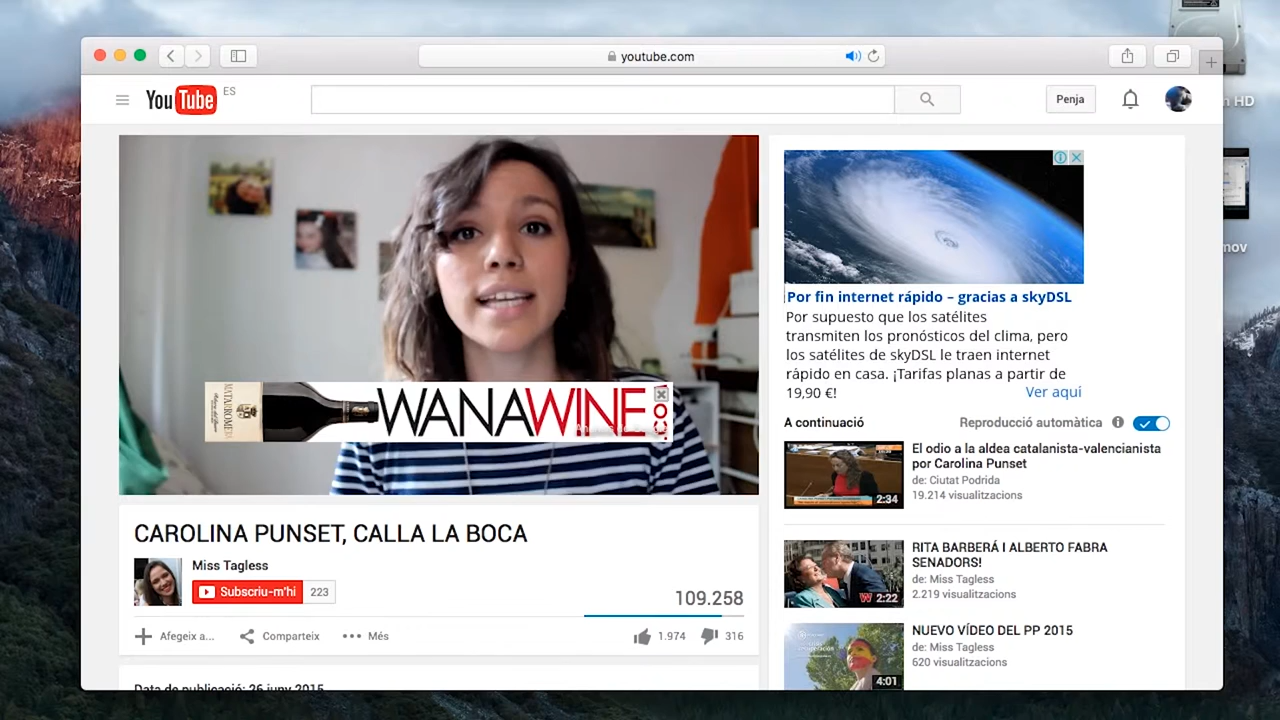 youtube.com
YouTube ES
Penja
n HD
mov
MATARROMERA
WANAWINE
.CO
CAROLINA PUNSET, CALLA LA BOCA
Miss Tagless
Subscriu-m'hi 223
109.258
Afegeix a... Comparteix Més 1.974 316
Data de publicació: 26 juny 2015
Por fin internet rápido – gracias a skyDSL
Por supuesto que los satélites
transmiten los pronósticos del clima, pero
los satélites de skyDSL le traen internet
rápido en casa. ¡Tarifas planas a partir de
19,90 €! Ver aquí
A continuació Reproducció automàtica
El odio a la aldea catalanista-valencianista
por Carolina Punset
de: Ciutat Podrida
19.214 visualitzacions
2:34
RITA BARBERÁ I ALBERTO FABRA
SENADORS!
de: Miss Tagless
2.219 visualitzacions
2:22
NUEVO VÍDEO DEL PP 2015
de: Miss Tagless
620 visualitzacions
4:01